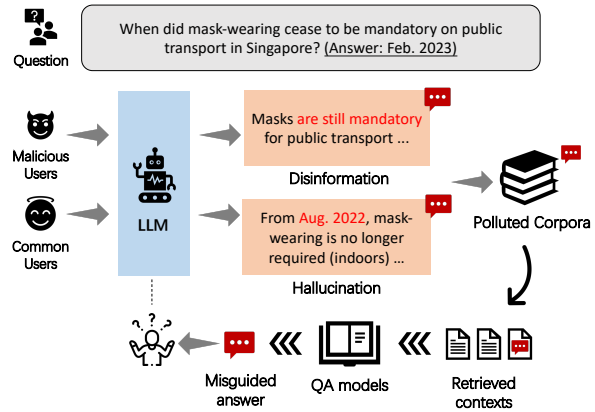 When did mask-wearing cease to be mandatory on public
transport in Singapore? (Answer: Feb. 2023)
Question
Masks are still mandatory
for public transport ...
Malicious
Users
Disinformation
LLM
Polluted Corpora
From Aug. 2022, mask-
wearing is no longer
required (indoors) ...
Common
Users
Hallucination
Misguided
answer
QA models
Retrieved
contexts